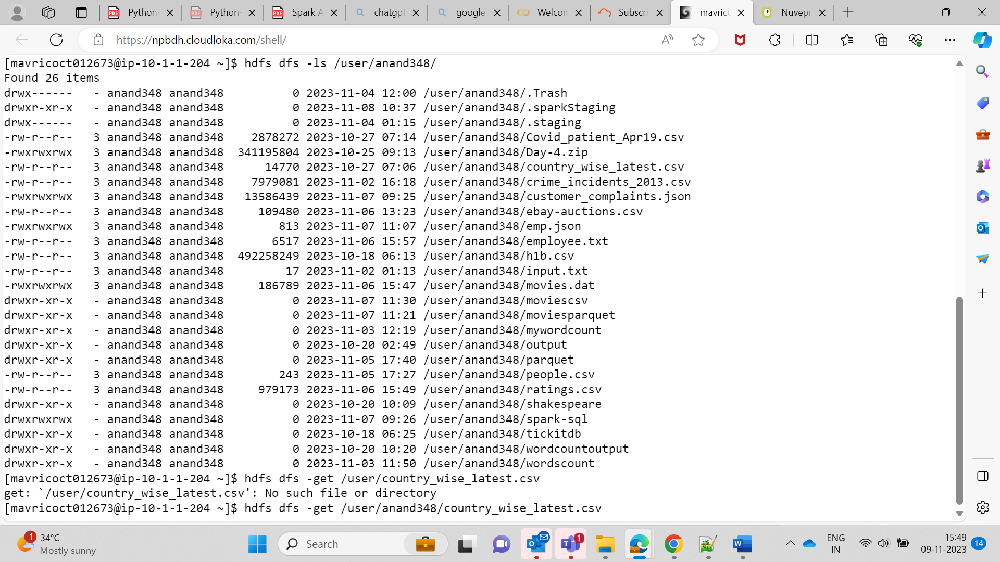 Python-
Python-
Spark A
chatgpt
google
Welcon
Subscri
mavrico
Nuvepr
https://npbdh.cloudloka.com/shell/
[mavricoct012673@ip-10-1-1-204 ~]$ hdfs dfs -ls /user/anand348/
Found 26 items
drwx------   - anand348 anand348          0 2023-11-04 12:00 /user/anand348/.Trash
drwxr-xr-x   - anand348 anand348          0 2023-11-08 10:37 /user/anand348/.sparkStaging
drwx------   - anand348 anand348          0 2023-11-04 01:15 /user/anand348/.staging
-rw-r--r--   3 anand348 anand348    2878272 2023-10-27 07:14 /user/anand348/Covid_patient_Apr19.csv
-rwxrwxrwx   3 anand348 anand348  341195804 2023-10-25 09:13 /user/anand348/Day-4.zip
-rw-r--r--   3 anand348 anand348      14770 2023-10-27 07:06 /user/anand348/country_wise_latest.csv
-rw-r--r--   3 anand348 anand348    7979081 2023-11-02 16:18 /user/anand348/crime_incidents_2013.csv
-rwxrwxrwx   3 anand348 anand348   13586439 2023-11-07 09:25 /user/anand348/customer_complaints.json
-rw-r--r--   3 anand348 anand348     109480 2023-11-06 13:23 /user/anand348/ebay-auctions.csv
-rwxrwxrwx   3 anand348 anand348        813 2023-11-07 11:07 /user/anand348/emp.json
-rw-r--r--   3 anand348 anand348       6517 2023-11-06 15:57 /user/anand348/employee.txt
-rw-r--r--   3 anand348 anand348  492258249 2023-10-18 06:13 /user/anand348/h1b.csv
-rw-r--r--   3 anand348 anand348         17 2023-11-02 01:13 /user/anand348/input.txt
-rwxrwxrwx   3 anand348 anand348     186789 2023-11-06 15:47 /user/anand348/movies.dat
drwxr-xr-x   - anand348 anand348          0 2023-11-07 11:30 /user/anand348/moviescsv
drwxr-xr-x   - anand348 anand348          0 2023-11-07 11:21 /user/anand348/moviesparquet
drwxr-xr-x   - anand348 anand348          0 2023-11-03 12:19 /user/anand348/mywordcount
drwxr-xr-x   - anand348 anand348          0 2023-10-20 02:49 /user/anand348/output
drwxr-xr-x   - anand348 anand348          0 2023-11-05 17:40 /user/anand348/parquet
-rw-r--r--   3 anand348 anand348        243 2023-11-05 17:27 /user/anand348/people.csv
-rw-r--r--   3 anand348 anand348     979173 2023-11-06 15:49 /user/anand348/ratings.csv
drwxr-xr-x   - anand348 anand348          0 2023-10-20 10:09 /user/anand348/shakespeare
drwxrwxrwx   - anand348 anand348          0 2023-11-07 09:26 /user/anand348/spark-sql
drwxr-xr-x   - anand348 anand348          0 2023-10-18 06:25 /user/anand348/tickitdb
drwxr-xr-x   - anand348 anand348          0 2023-10-20 10:20 /user/anand348/wordcountoutput
drwxr-xr-x   - anand348 anand348          0 2023-11-03 11:50 /user/anand348/wordscount
[mavricoct012673@ip-10-1-1-204 ~]$ hdfs dfs -get /user/country_wise_latest.csv
get: `/user/country_wise_latest.csv': No such file or directory
[mavricoct012673@ip-10-1-1-204 ~]$ hdfs dfs -get /user/anand348/country_wise_latest.csv
1
34°C
Mostly sunny
Search
1
ENG
IN
15:49
09-11-2023
14